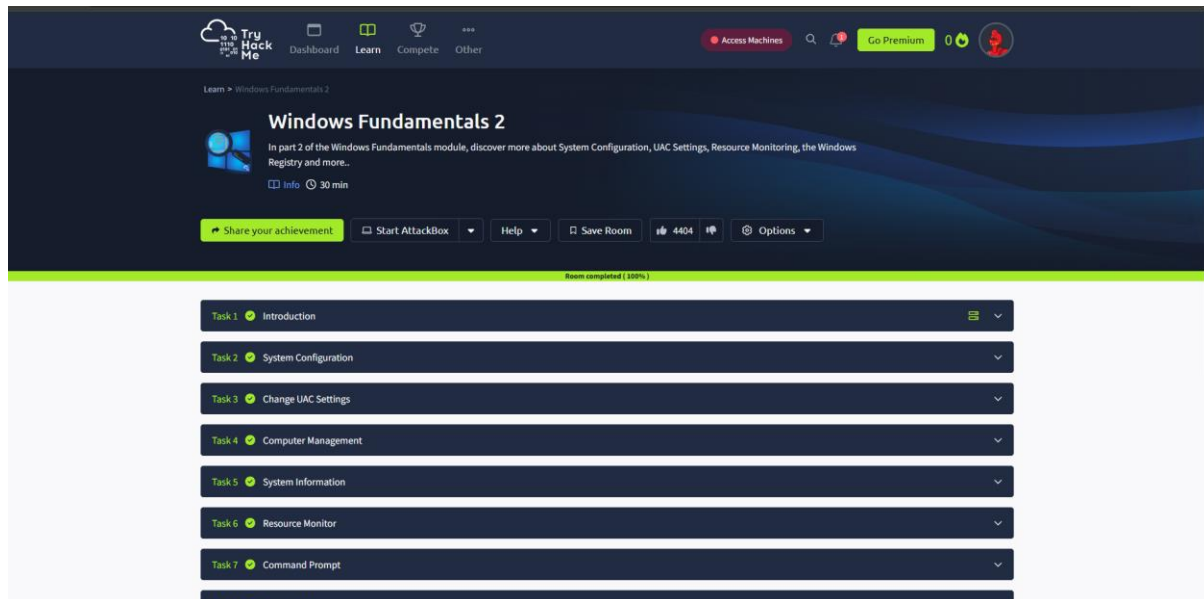 Try
Hack
Me
Dashboard
Learn
Compete
Other
Access Machines
Go Premium
0
Learn > Windows Fundamentals 2
Windows Fundamentals 2
In part 2 of the Windows Fundamentals module, discover more about System Configuration, UAC Settings, Resource Monitoring, the Windows
Registry and more..
Info 30 min
Share your achievement
Start AttackBox
Help
Save Room
4404
Options
Room completed ( 100% )
Task 1 Introduction
Task 2 System Configuration
Task 3 Change UAC Settings
Task 4 Computer Management
Task 5 System Information
Task 6 Resource Monitor
Task 7 Command Prompt